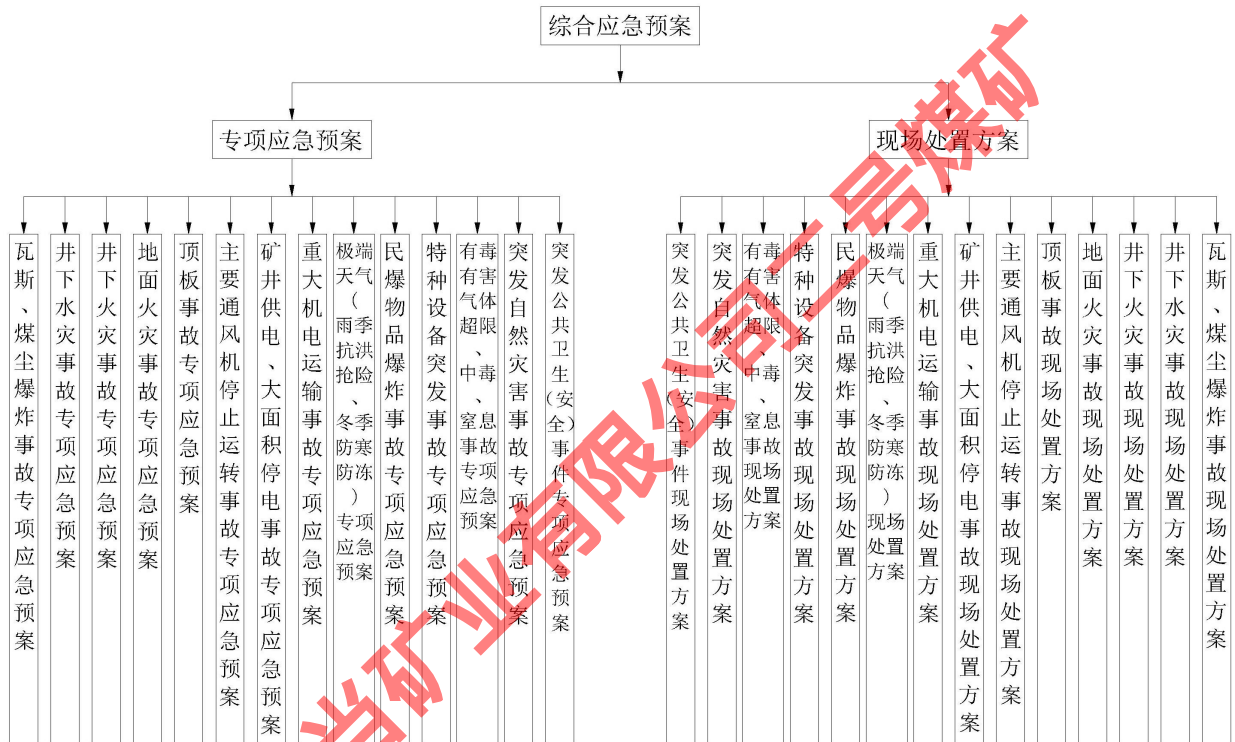 综合应急预案
专项应急预案
现场处置方案
瓦斯、煤尘爆炸事故专项应急预案
井下水灾事故专项应急预案
井下火灾事故专项应急预案
地面火灾事故专项应急预案
顶板事故专项应急预案
主要通风机停止运转事故专项应急预案
矿井供电、大面积停电事故专项应急预案
重大机电运输事故专项应急预案
极端天气(雨季抗洪抢险、冬季防寒防冻)专项应急预案
民爆物品爆炸事故专项应急预案
特种设备突发事故专项应急预案
有毒有害气体超限、中毒、窒息事故专项应急预案
突发自然灾害事故专项应急预案
突发公共卫生(安全)事件专项应急预案
突发公共卫生(安全)事件现场处置方案
突发自然灾害事故现场处置方案
有毒有害气体超限、中毒、窒息事故现场处置方案
特种设备突发事故现场处置方案
民爆物品爆炸事故现场处置方案
极端天气(雨季抗洪抢险、冬季防寒防冻)现场处置方案
重大机电运输事故现场处置方案
矿井供电、大面积停电事故现场处置方案
主要通风机停止运转事故现场处置方案
顶板事故现场处置方案
地面火灾事故现场处置方案
井下火灾事故现场处置方案
井下水灾事故现场处置方案
瓦斯、煤尘爆炸事故现场处置方案
当矿业有限公司二号煤矿